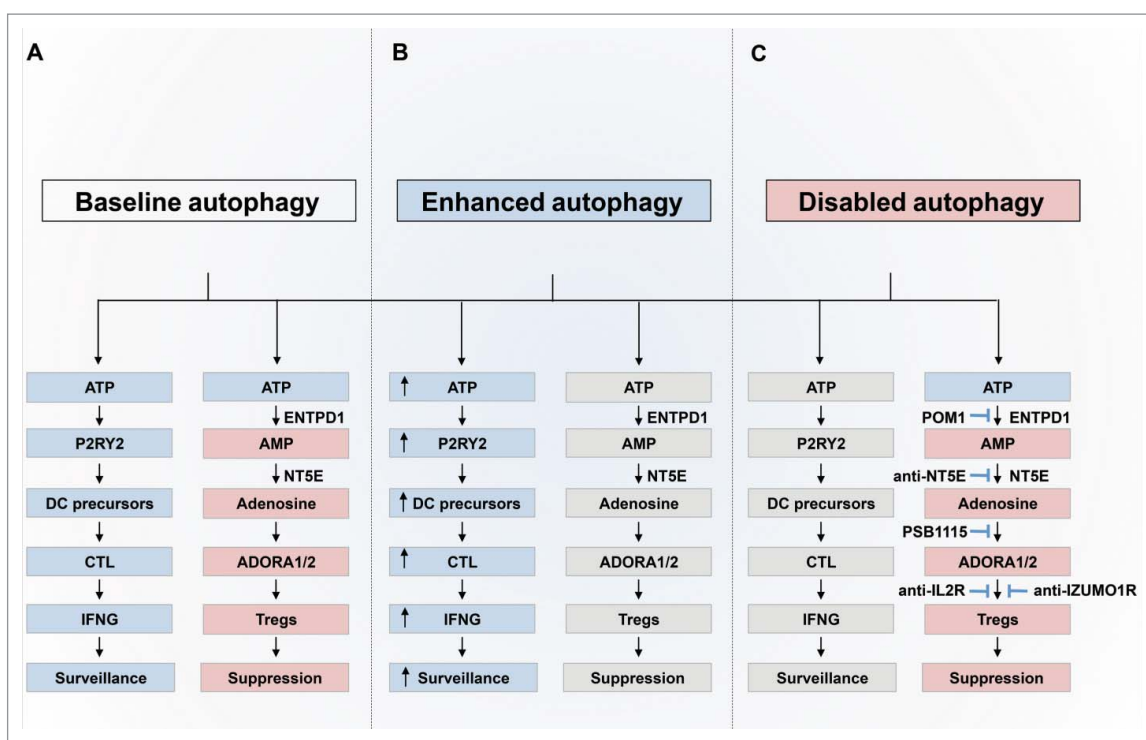 A
B
C
Baseline autophagy
Enhanced autophagy
Disabled autophagy
ATP
P2RY2
DC precursors
CTL
IFNG
Surveillance
ATP
ENTPD1
AMP
NT5E
Adenosine
ADORA1/2
Tregs
Suppression
ATP
P2RY2
DC precursors
CTL
IFNG
Surveillance
ATP
ENTPD1
AMP
NT5E
Adenosine
ADORA1/2
Tregs
Suppression
ATP
P2RY2
DC precursors
CTL
IFNG
Surveillance
ATP
POM1 ENTPD1
AMP
anti-NT5E NT5E
Adenosine
PSB1115
ADORA1/2
anti-IL2R anti-IZUMO1R
Tregs
Suppression